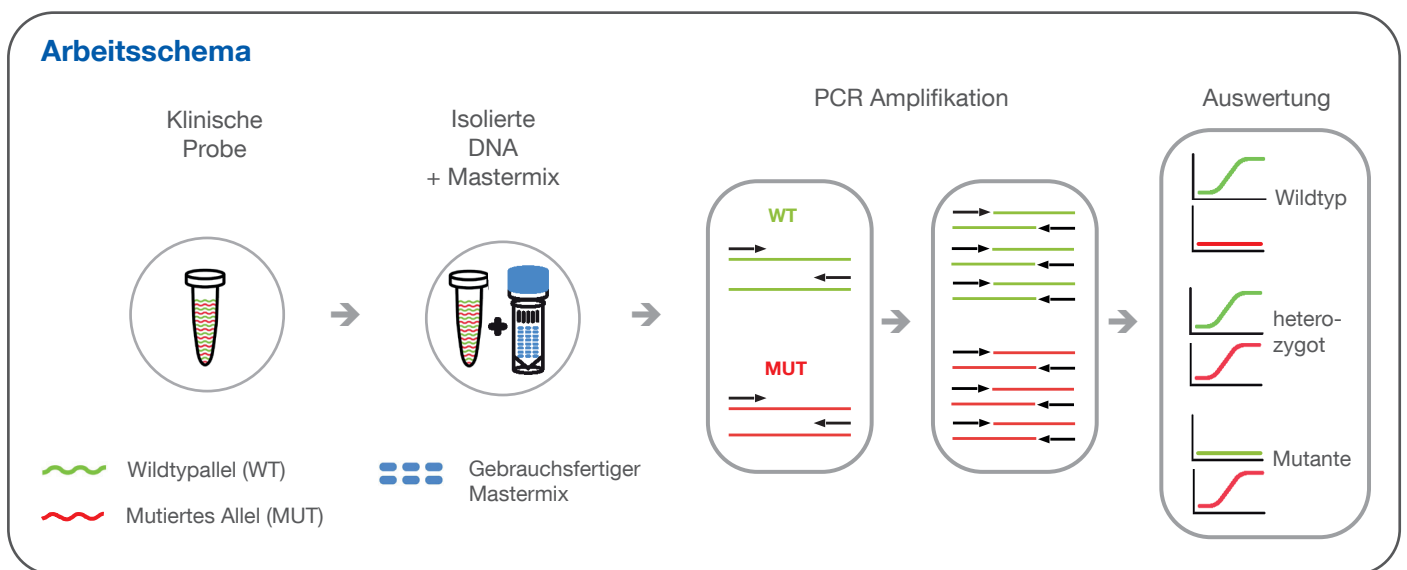 Arbeitsschema
Klinische
Probe
Isolierte
DNA
+ Mastermix
PCR Amplifikation
Auswertung
WT
MUT
Wildtyp
hetero-
zygot
Mutante
Wildtypallel (WT)
Mutiertes Allel (MUT)
Gebrauchsfertiger
Mastermix